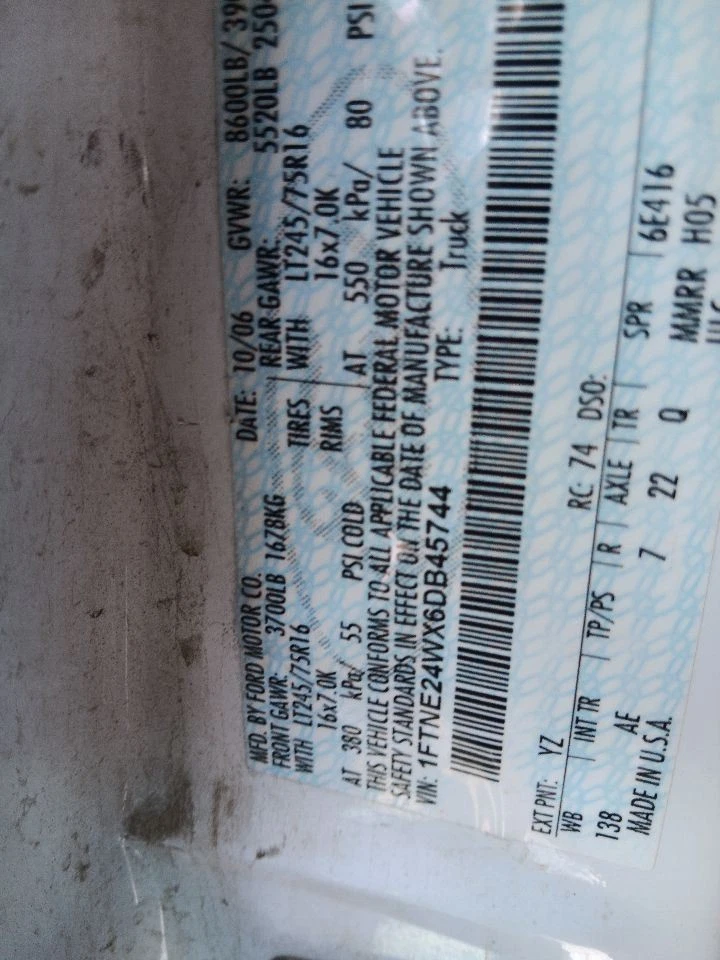 MFD. BY FORD MOTOR CO. DATE: 10/06 GVWR: 8600LB/
FRONT GAWR: 3700LB 1678KG REAR GAWR: 5520LB
WITH LT245/75R16 TIRES WITH LT245/75R16
16x7.0K RIMS 16x7.0K
AT 380 kPa/ 55 PSI COLD AT 550 kPa/ 80 PSI
THIS VEHICLE CONFORMS TO ALL APPLICABLE FEDERAL MOTOR VEHICLE
SAFETY STANDARDS IN EFFECT ON THE DATE OF MANUFACTURE SHOWN ABOVE.
VIN: 1FTNE24WX6DB45744 TYPE: Truck
EXT PNT: YZ RC: 74 DSO:
WB | INT TR | TP/PS | R | AXLE | TR | SPR | 6E416
138 AE 7 22 Q MMRR H05
MADE IN U.S.A.